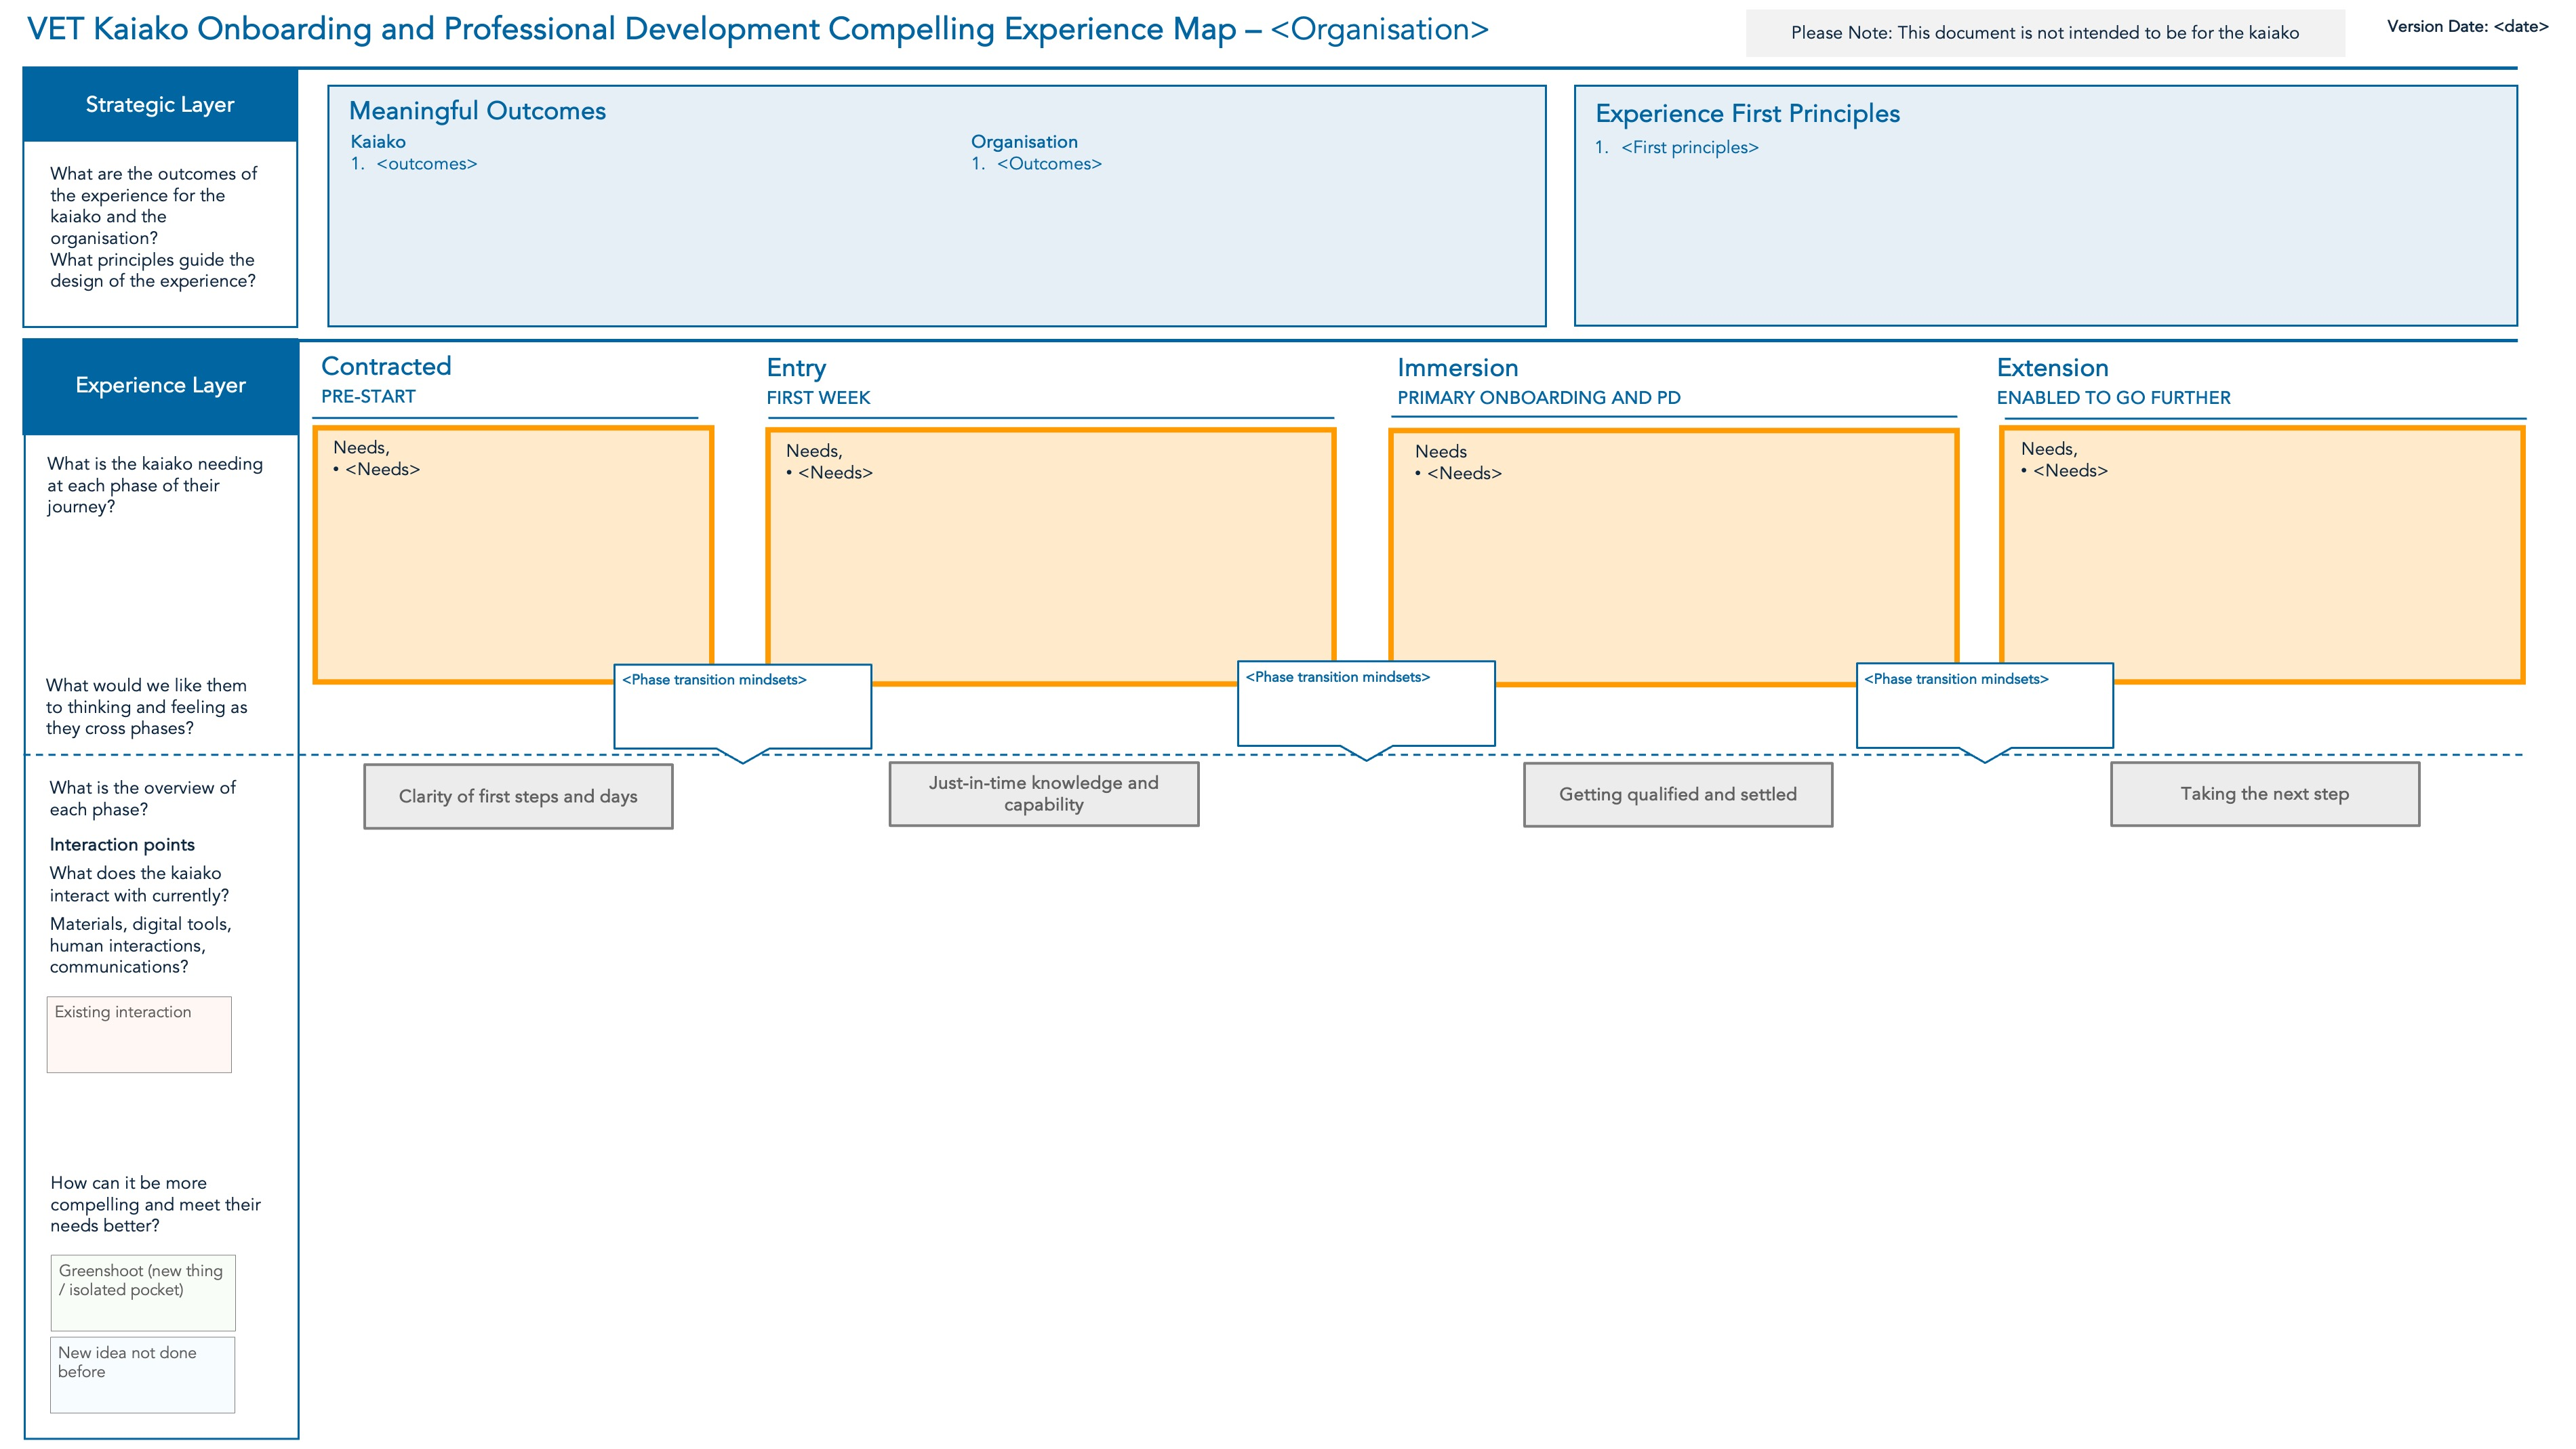 VET Kaiako Onboarding and Professional Development Compelling Experience Map – <Organisation>
Please Note: This document is not intended to be for the kaiako
Version Date: <date>
Strategic Layer
What are the outcomes of
the experience for the
kaiako and the
organisation?
What principles guide the
design of the experience?
Meaningful Outcomes
Kaiako
1. <outcomes>
Organisation
1. <Outcomes>
Experience First Principles
1. <First principles>
Experience Layer
Contracted
PRE-START
Entry
FIRST WEEK
Immersion
PRIMARY ONBOARDING AND PD
Extension
ENABLED TO GO FURTHER
What is the kaiako needing
at each phase of their
journey?
Needs,
• <Needs>
Needs,
• <Needs>
Needs
• <Needs>
Needs,
• <Needs>
What would we like them
to thinking and feeling as
they cross phases?
<Phase transition mindsets>
<Phase transition mindsets>
<Phase transition mindsets>
What is the overview of
each phase?
Clarity of first steps and days
Just-in-time knowledge and
capability
Getting qualified and settled
Taking the next step
Interaction points
What does the kaiako
interact with currently?
Materials, digital tools,
human interactions,
communications?
Existing interaction
How can it be more
compelling and meet their
needs better?
Greenshoot (new thing
/ isolated pocket)
New idea not done
before